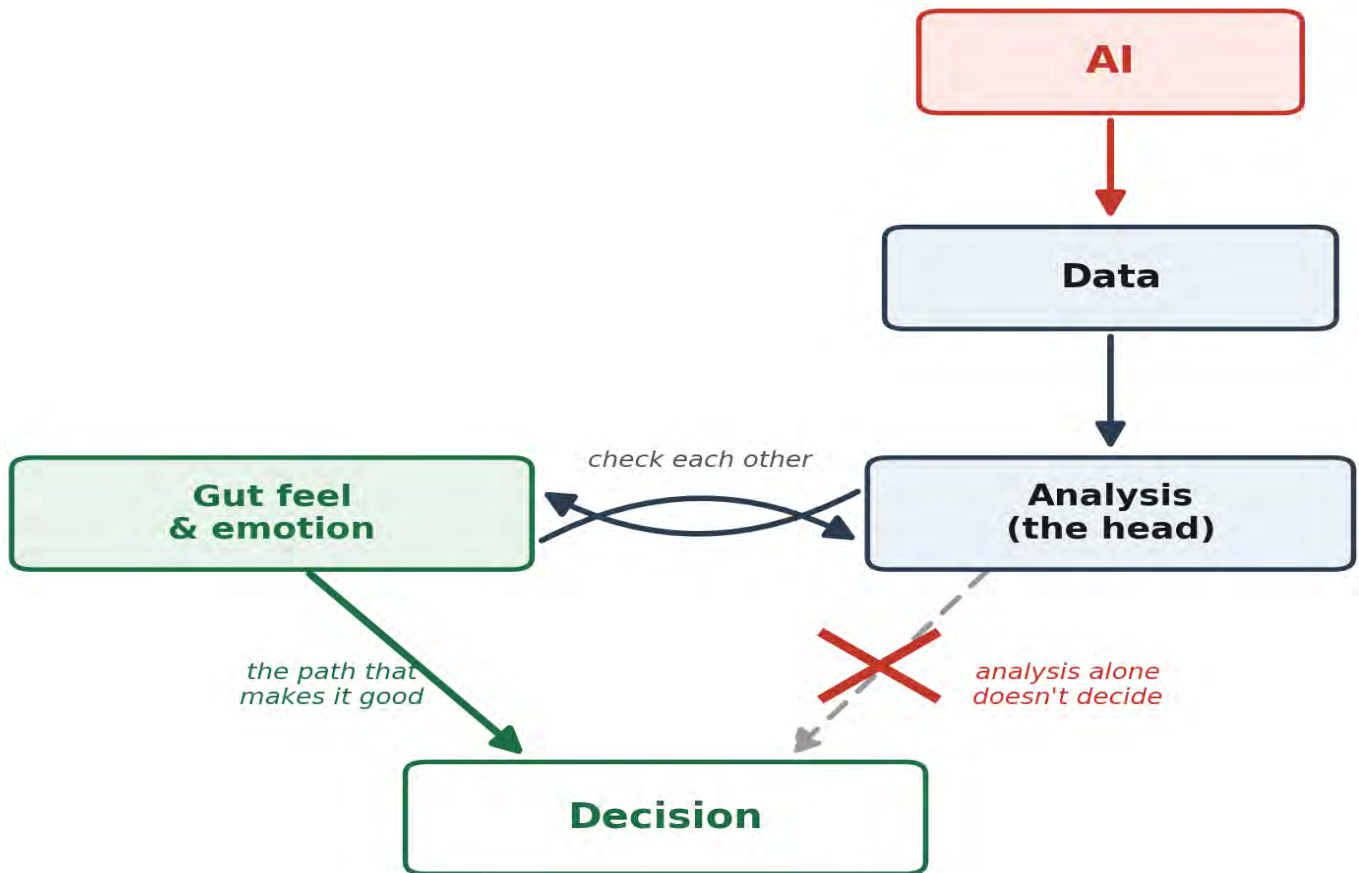 AI
Data
check each other
Gut feel
& emotion
Analysis
(the head)
the path that
makes it good
analysis alone
doesn't decide
Decision